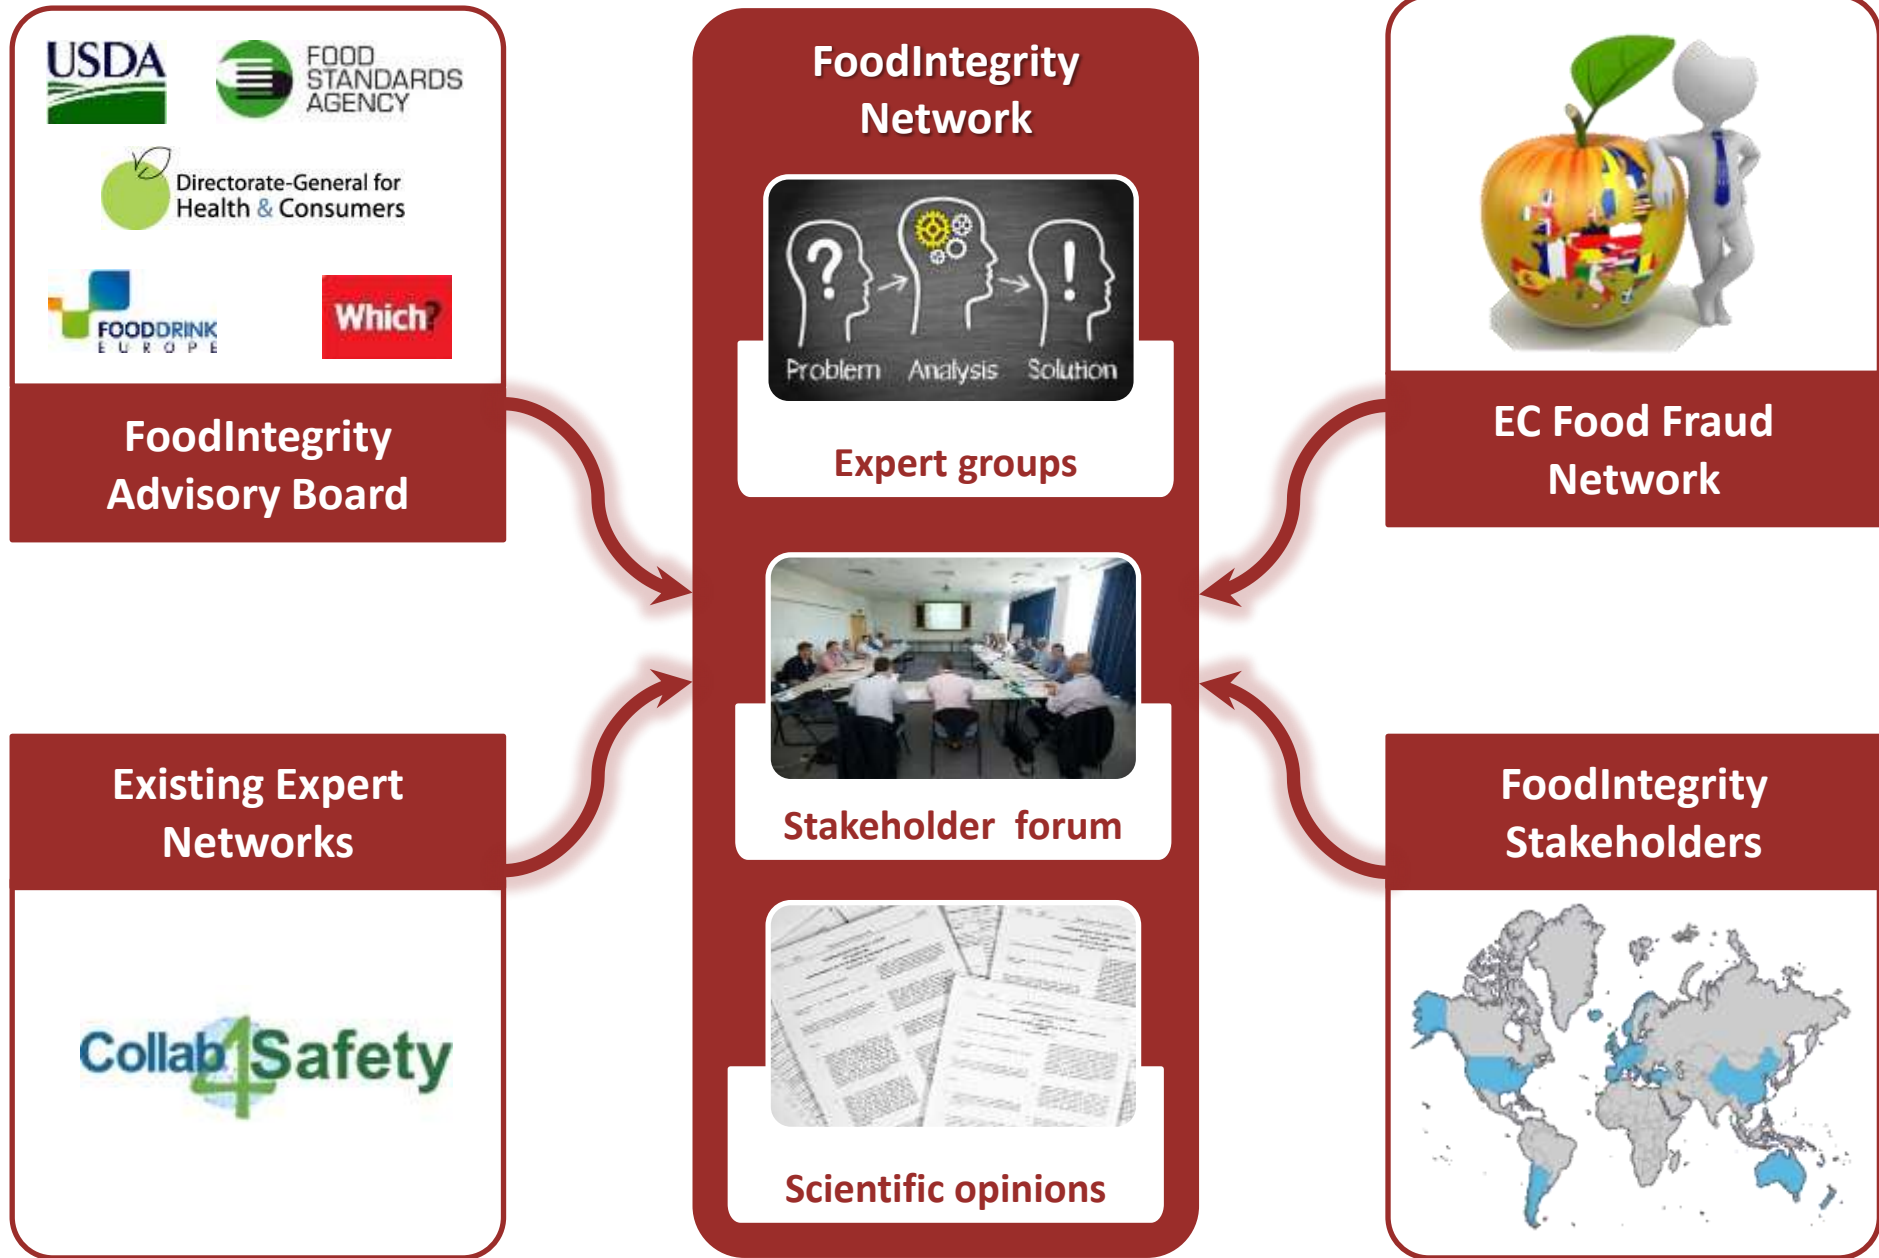 USDA
FOOD
STANDARDS
AGENCY
Directorate-General for
Health & Consumers
FOODDRINK
EUROPE
Which?
FoodIntegrity
Advisory Board
Existing Expert
Networks
Collab4Safety
FoodIntegrity
Network
?
!
Problem Analysis Solution
Expert groups
Stakeholder forum
Scientific opinions
EC Food Fraud
Network
FoodIntegrity
Stakeholders